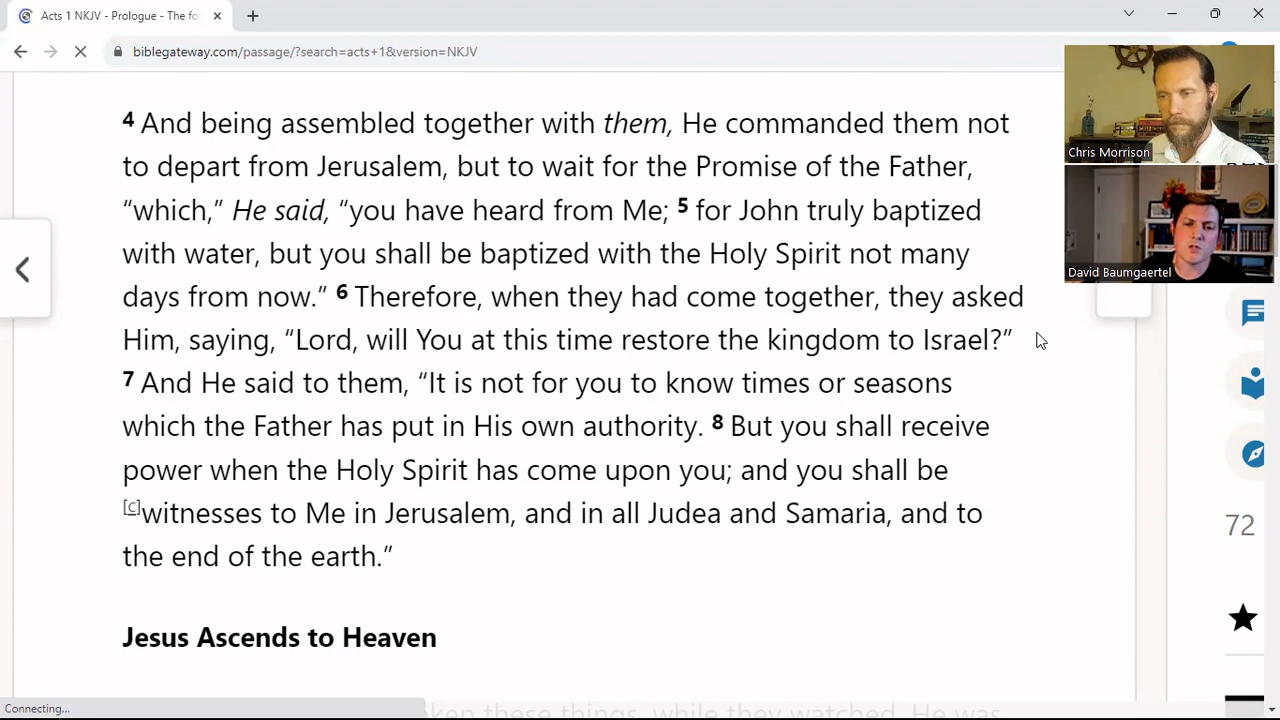 Acts 1 NKJV - Prologue - The fo
biblegateway.com/passage/?search=acts+1&version=NKJV
4 And being assembled together with them, He commanded them not
to depart from Jerusalem, but to wait for the Promise of the Father,
“which,” He said, “you have heard from Me; 5 for John truly baptized
with water, but you shall be baptized with the Holy Spirit not many
days from now.” 6 Therefore, when they had come together, they asked
Him, saying, “Lord, will You at this time restore the kingdom to Israel?”
7 And He said to them, “It is not for you to know times or seasons
which the Father has put in His own authority. 8 But you shall receive
power when the Holy Spirit has come upon you; and you shall be
[c]witnesses to Me in Jerusalem, and in all Judea and Samaria, and to
the end of the earth.”
Jesus Ascends to Heaven
these things, while they watched, He was
Connecting...
Chris Morrison
David Baumgaertel
72